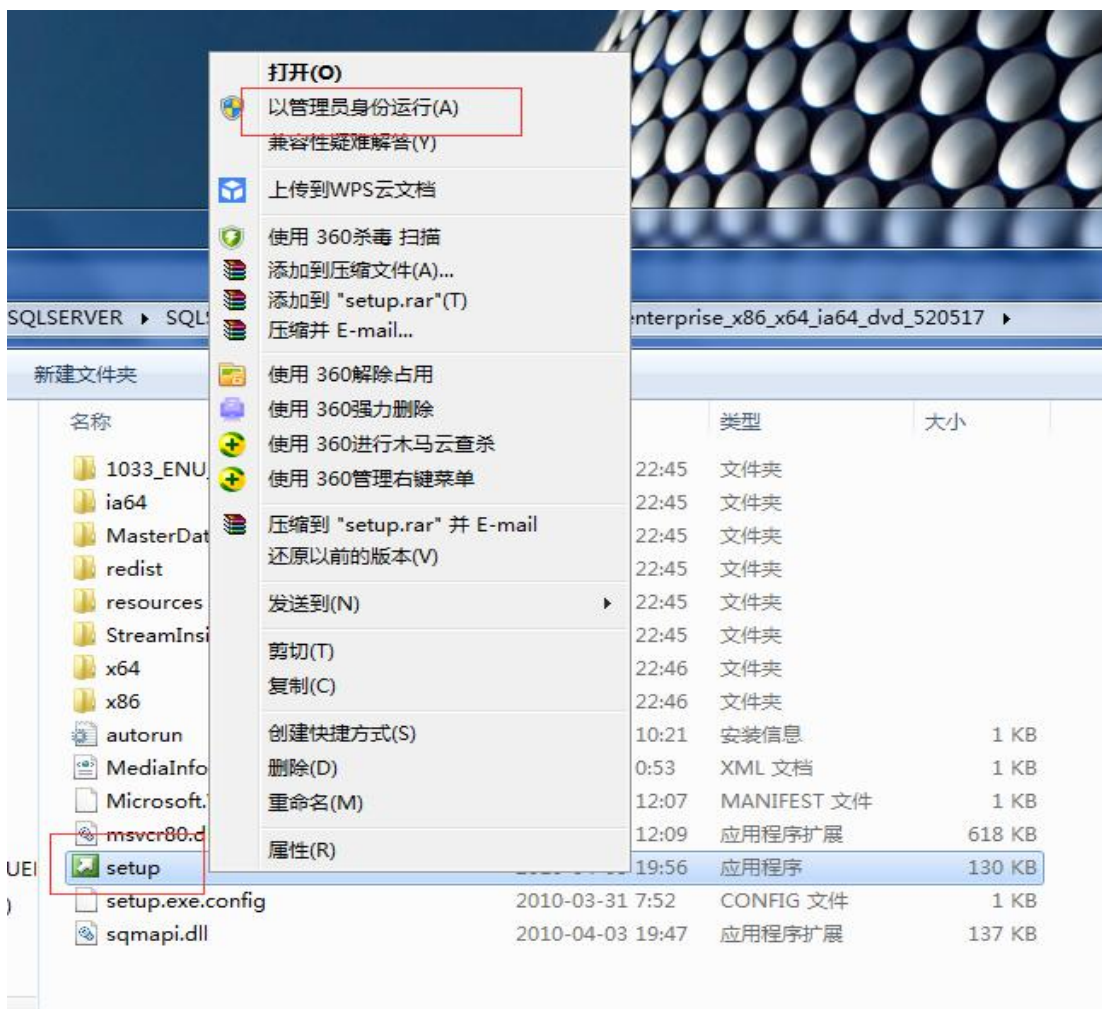 打开(O)
以管理员身份运行(A)
兼容性疑难解答(Y)
上传到WPS云文档
使用 360杀毒 扫描
添加到压缩文件(A)...
添加到 "setup.rar"(T)
压缩并 E-mail...
SQLSERVER ▸ SQL
enterprise_x86_x64_ia64_dvd_520517 ▸
使用 360解除占用
使用 360强力删除
使用 360进行木马云查杀
使用 360管理右键菜单
压缩到 "setup.rar" 并 E-mail
还原以前的版本(V)
发送到(N)
剪切(T)
复制(C)
创建快捷方式(S)
删除(D)
重命名(M)
属性(R)
新建文件夹
名称 类型 大小
1033_ENU 22:45 文件夹
ia64 22:45 文件夹
MasterDat 22:45 文件夹
redist 22:45 文件夹
resources 22:45 文件夹
StreamInsi 22:45 文件夹
x64 22:46 文件夹
x86 22:46 文件夹
autorun 10:21 安装信息 1 KB
MediaInfo 0:53 XML 文档 1 KB
Microsoft. 12:07 MANIFEST 文件 1 KB
msvcr80.d 12:09 应用程序扩展 618 KB
setup 19:56 应用程序 130 KB
setup.exe.config 2010-03-31 7:52 CONFIG 文件 1 KB
sqmapi.dll 2010-04-03 19:47 应用程序扩展 137 KB